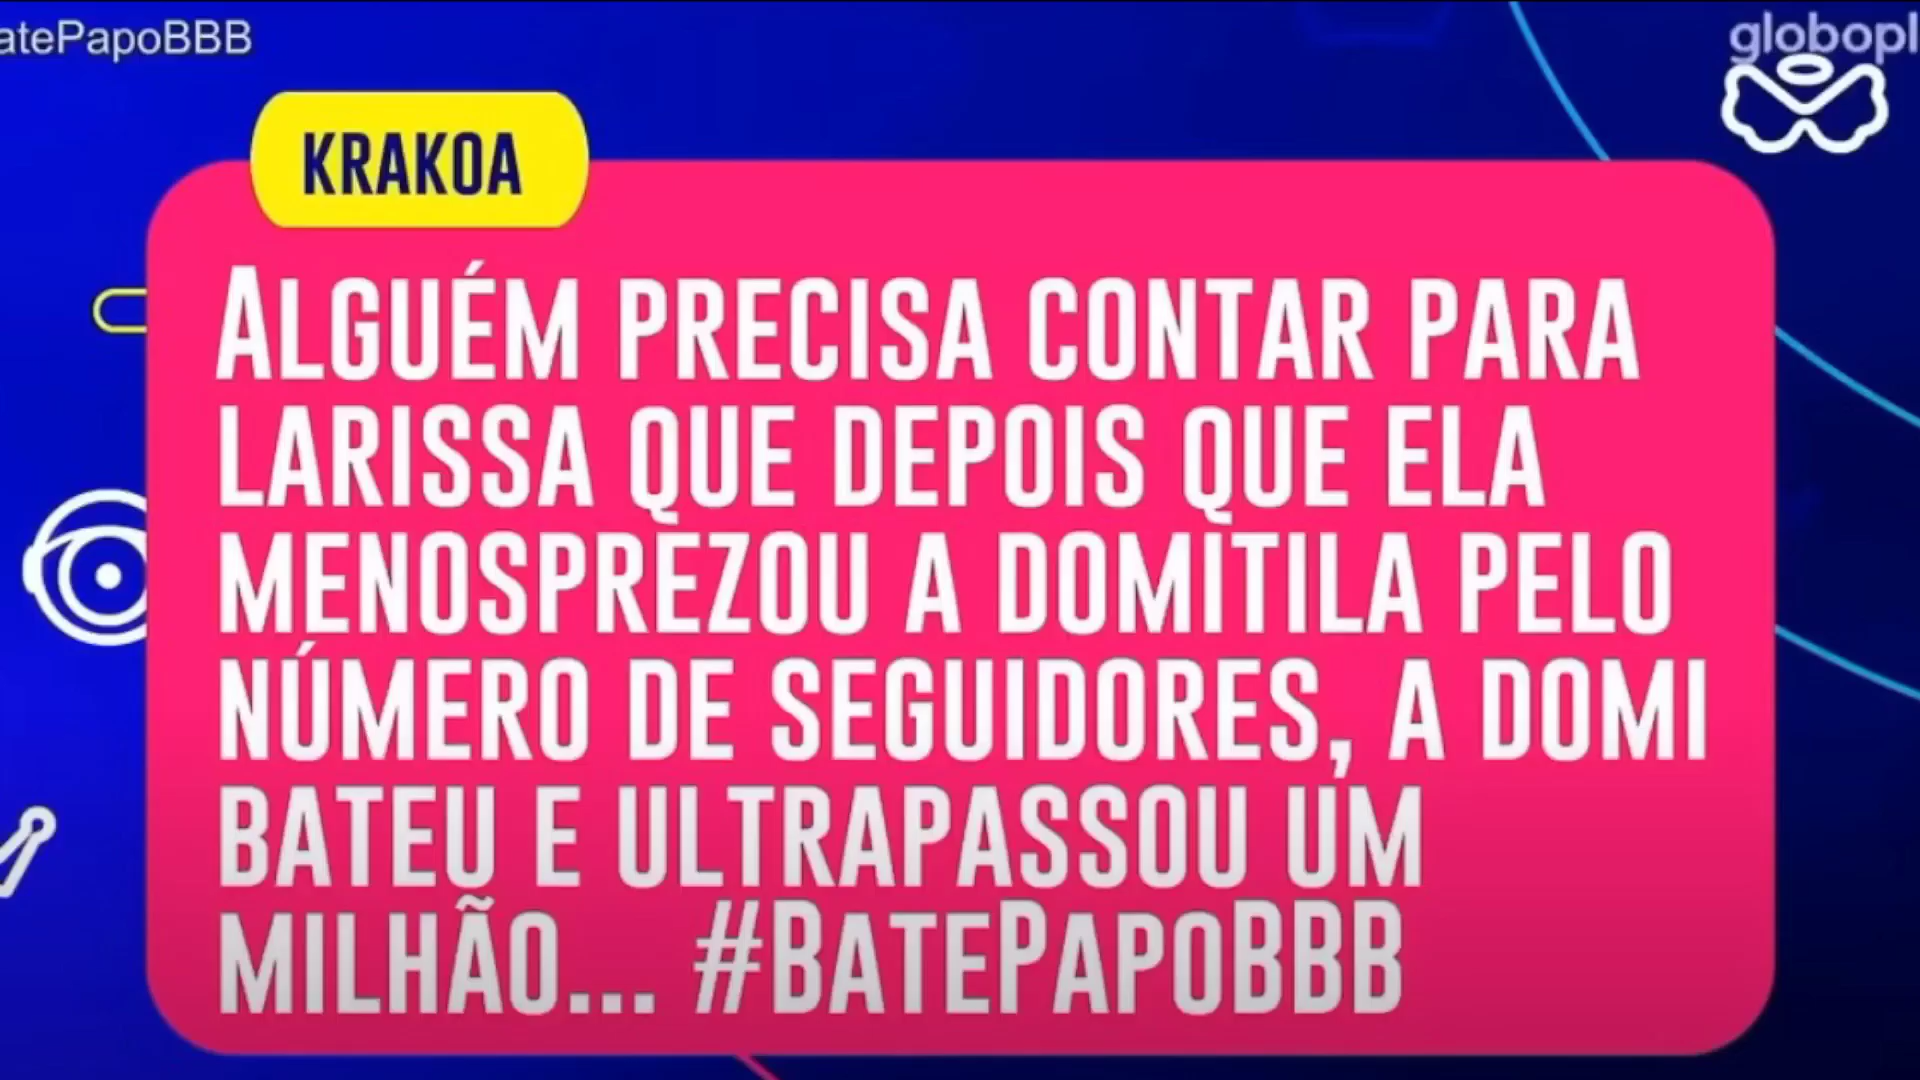 atePapoBBB
globopl
KRAKOA
ALGUÉM PRECISA CONTAR PARA
LARISSA QUE DEPOIS QUE ELA
MENOSPREZOU A DOMITILA PELO
NÚMERO DE SEGUIDORES, A DOMI
BATEU E ULTRAPASSOU UM
MILHÃO... #BATEPAPOBBB